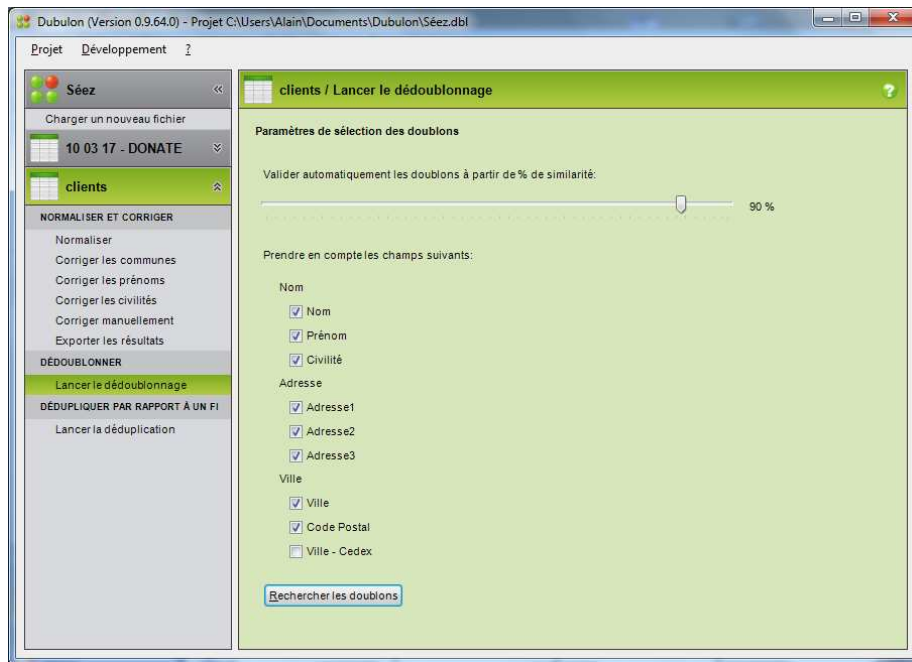 Dubulon (Version 0.9.64.0) - Projet C:\Users\Alain\Documents\Dubulon\Séez.dbl
Projet Développement ?
Séez
Charger un nouveau fichier
10 03 17 - DONATE
clients
NORMALISER ET CORRIGER
Normaliser
Corriger les communes
Corriger les prénoms
Corriger les civilités
Corriger manuellement
Exporter les résultats
DÉDOUBLONNER
Lancer le dédoublonnage
DÉDUPLIQUER PAR RAPPORT À UN FI
Lancer la déduplication
clients / Lancer le dédoublonnage
?
Paramètres de sélection des doublons
Valider automatiquement les doublons à partir de % de similarité:
90 %
Prendre en compte les champs suivants:
Nom
Nom
Prénom
Civilité
Adresse
Adresse1
Adresse2
Adresse3
Ville
Ville
Code Postal
Ville - Cedex
Rechercher les doublons